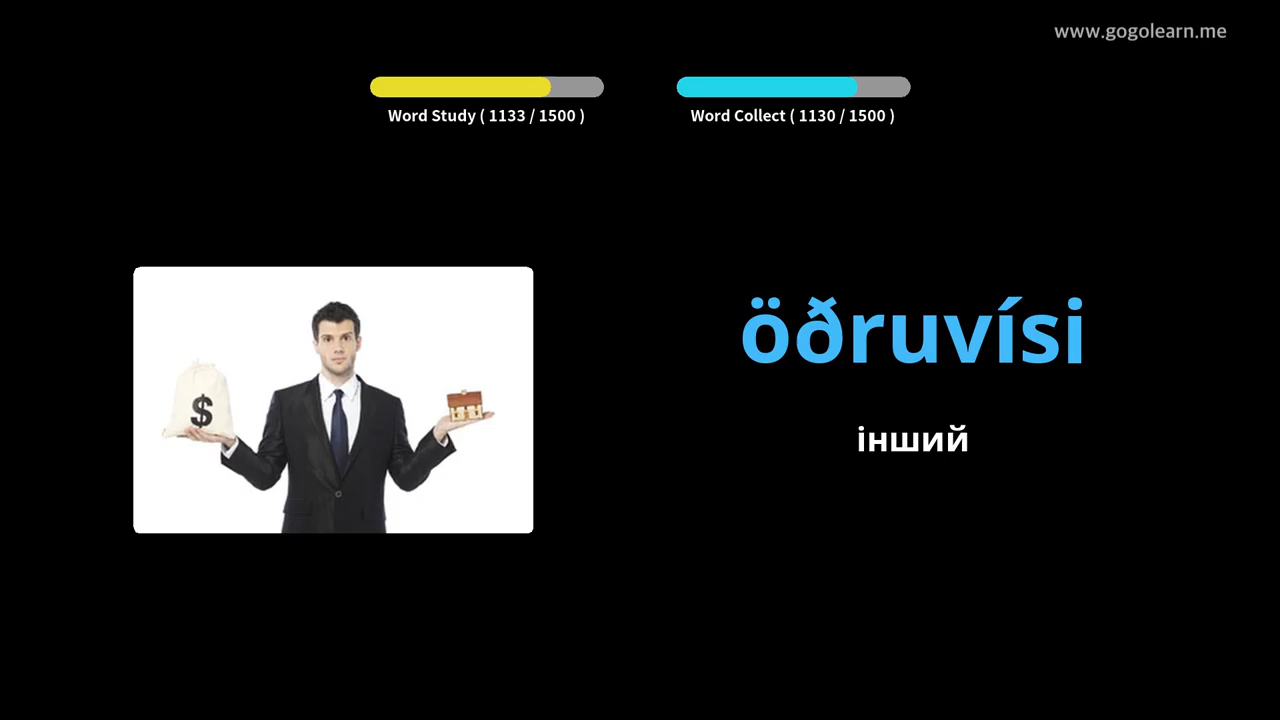 www.gogolearn.me
Word Study ( 1133 / 1500 )
Word Collect ( 1130 / 1500 )
$
öðruvísi
інший